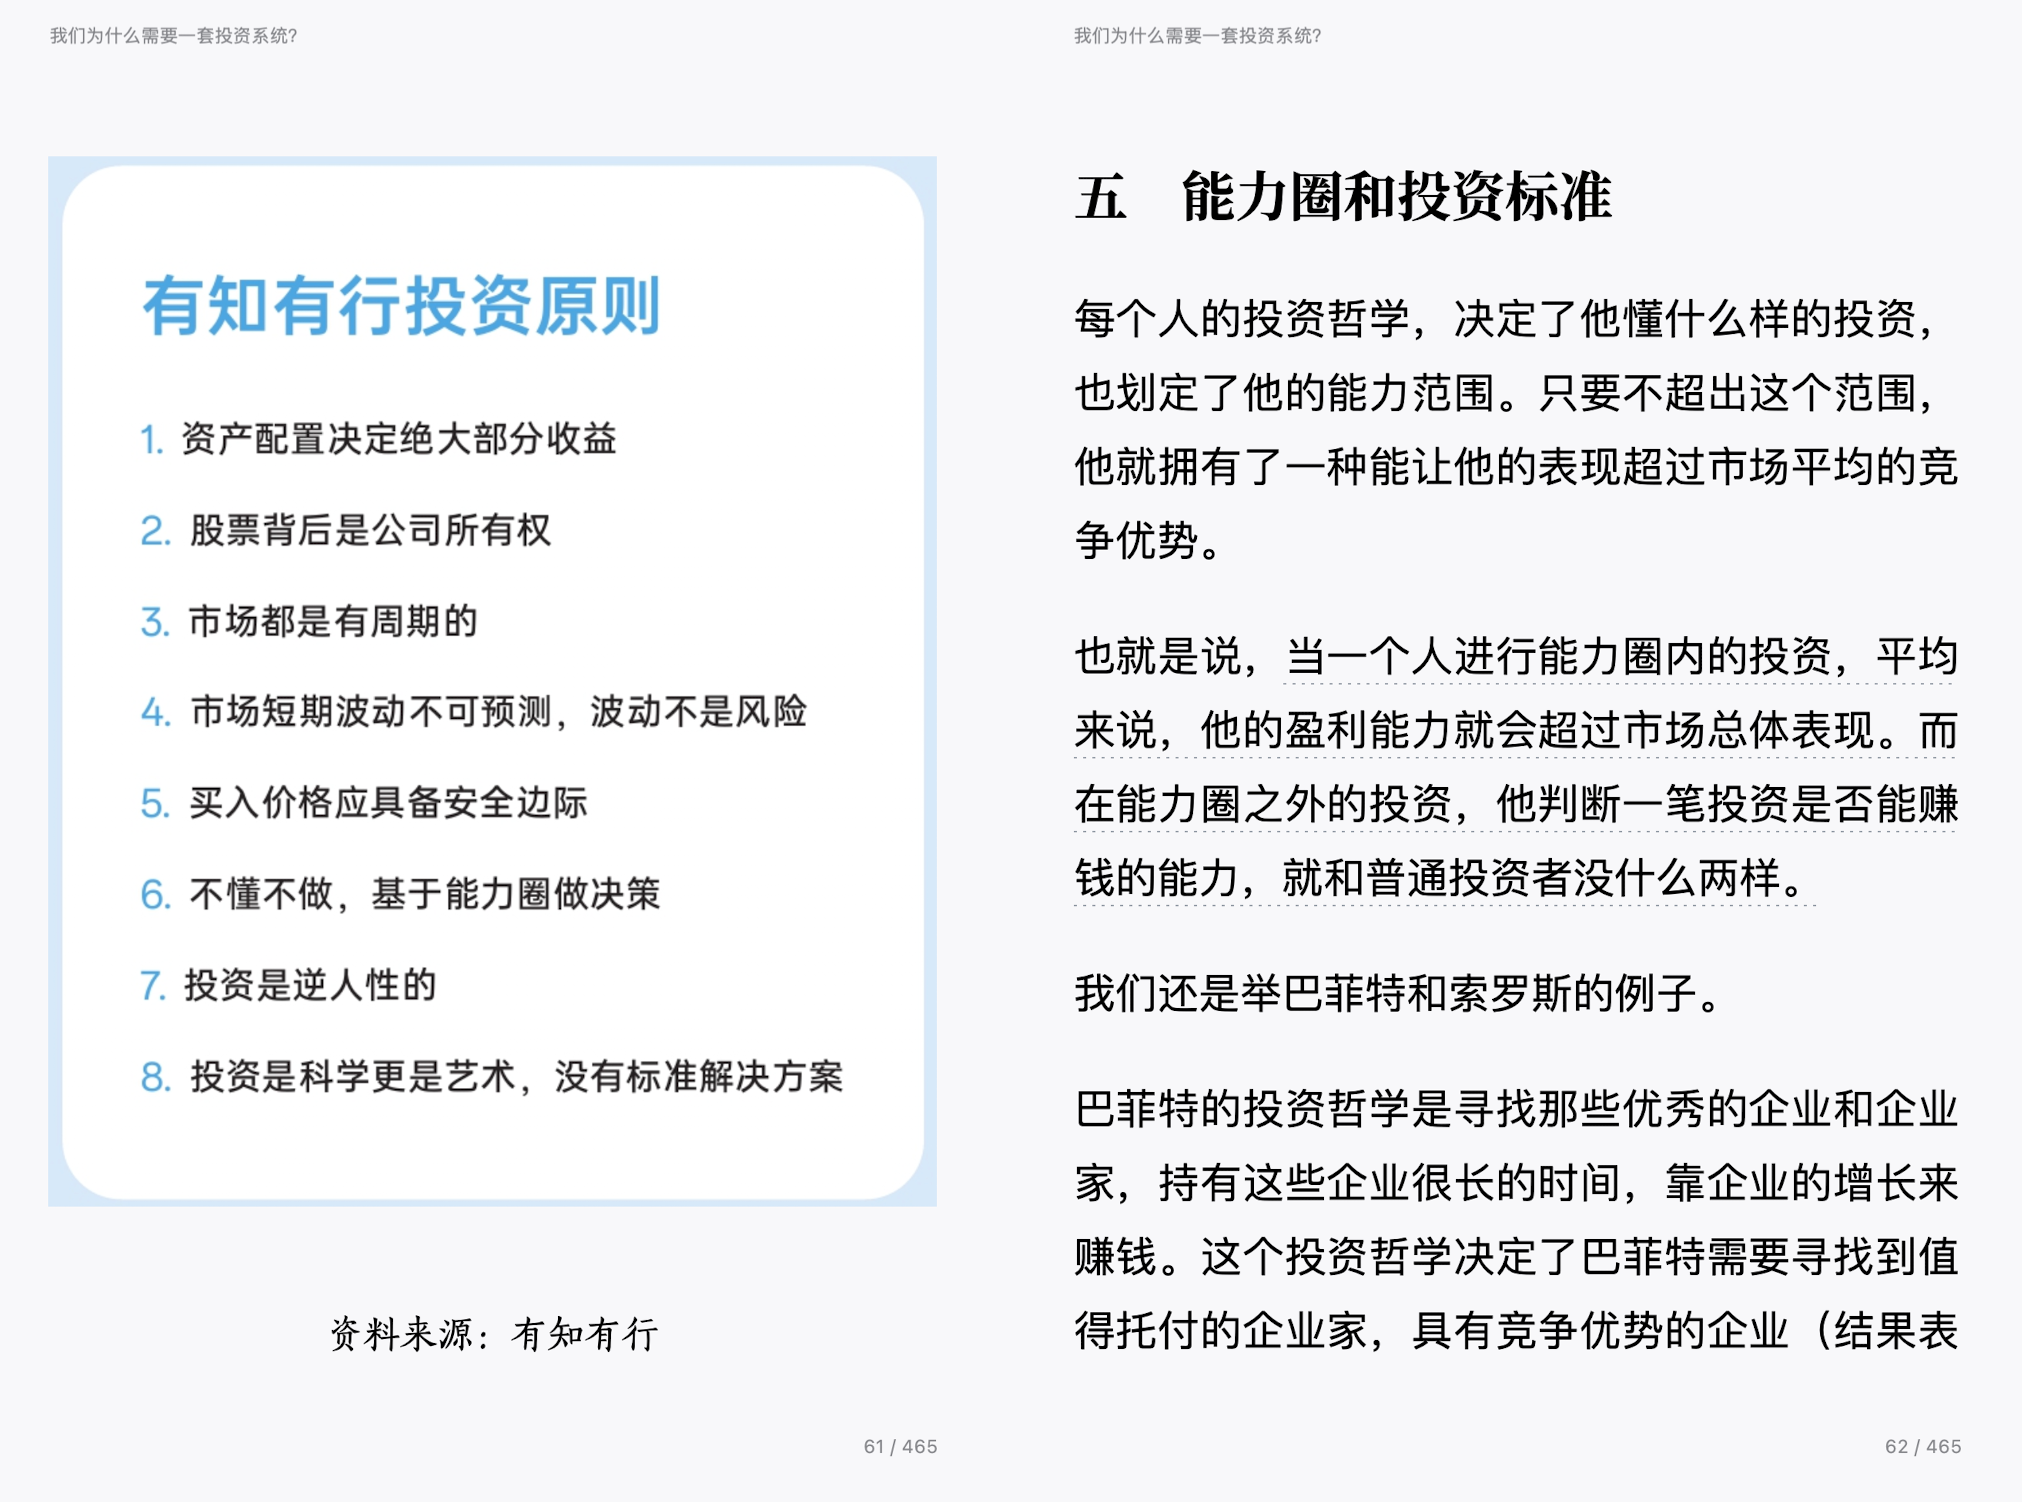 我们为什么需要一套投资系统?
有知有行投资原则
1. 资产配置决定绝大部分收益
2. 股票背后是公司所有权
3. 市场都是有周期的
4. 市场短期波动不可预测，波动不是风险
5. 买入价格应具备安全边际
6. 不懂不做，基于能力圈做决策
7. 投资是逆人性的
8. 投资是科学更是艺术，没有标准解决方案
资料来源：有知有行
61 / 465
我们为什么需要一套投资系统?
五　能力圈和投资标准
每个人的投资哲学，决定了他懂什么样的投资，
也划定了他的能力范围。只要不超出这个范围，
他就拥有了一种能让他的表现超过市场平均的竞
争优势。
也就是说，当一个人进行能力圈内的投资，平均
来说，他的盈利能力就会超过市场总体表现。而
在能力圈之外的投资，他判断一笔投资是否能赚
钱的能力，就和普通投资者没什么两样。
我们还是举巴菲特和索罗斯的例子。
巴菲特的投资哲学是寻找那些优秀的企业和企业
家，持有这些企业很长的时间，靠企业的增长来
赚钱。这个投资哲学决定了巴菲特需要寻找到值
得托付的企业家，具有竞争优势的企业（结果表
62 / 465